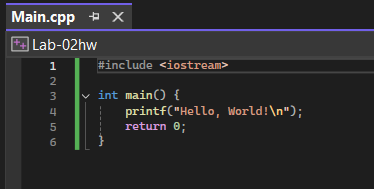 Main.cpp
Lab-02hw
1 #include <iostream>
2
3 int main() {
4 printf("Hello, World!\n");
5 return 0;
6 }